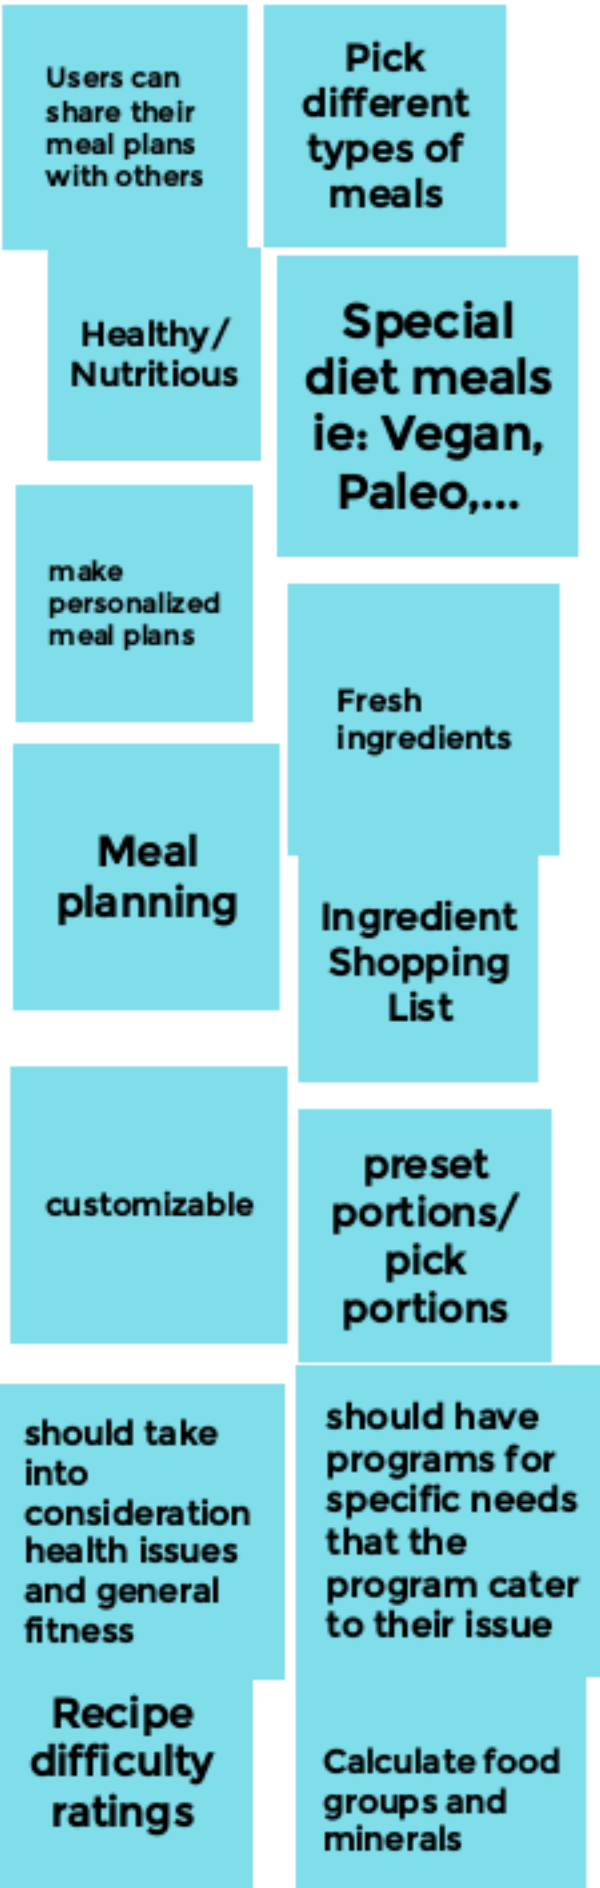 Users can
share their
meal plans
with others
Pick
different
types of
meals
Healthy/
Nutritious
Special
diet meals
ie: Vegan,
Paleo,...
make
personalized
meal plans
Fresh
ingredients
Meal
planning
Ingredient
Shopping
List
customizable
preset
portions/
pick
portions
should take
into
consideration
health issues
and general
fitness
should have
programs for
specific needs
that the
program cater
to their issue
Recipe
difficulty
ratings
Calculate food
groups and
minerals